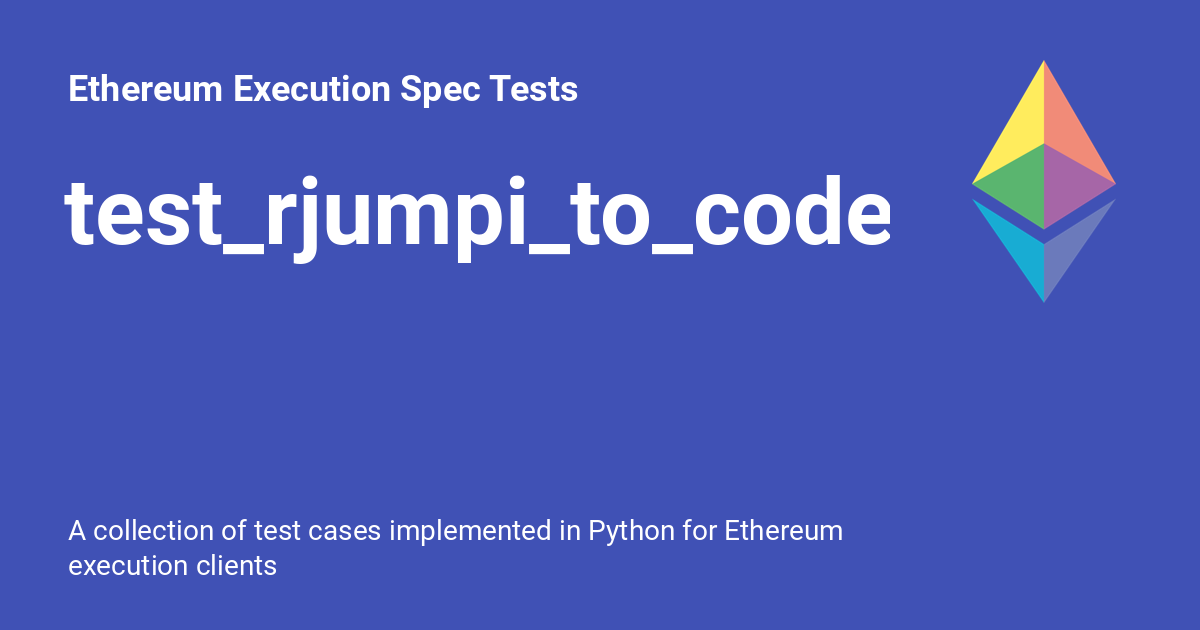 Ethereum Execution Spec Tests
test_rjumpi_to_code
A collection of test cases implemented in Python for Ethereum
execution clients